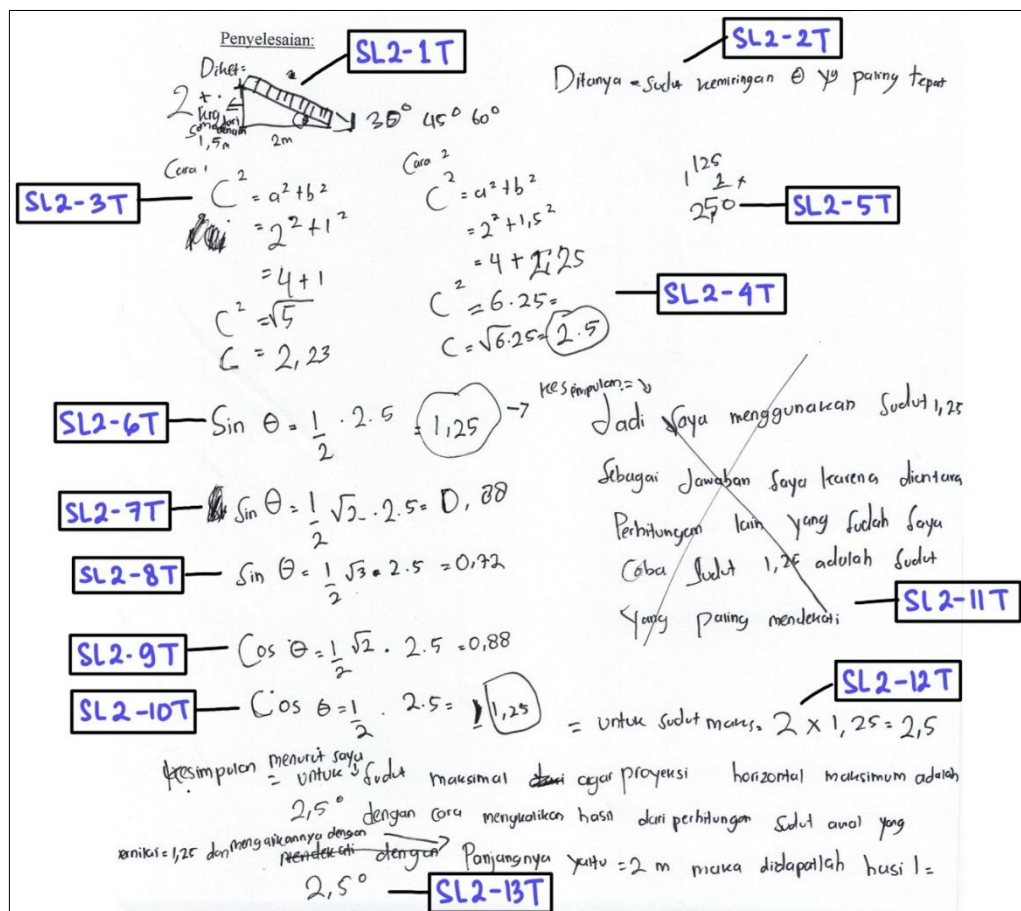 Penyelesaian:
SL2-1T
SL2-2T
Diket=
Ditanya = Sudut kemiringan θ yg paling tepat
2
1,5m
2m
30° 45° 60°
Cara 1
Cara 2
SL2-3T
C² = a² + b²
= 2² + 1²
= 4 + 1
C² = √5
C = 2,23
C² = a² + b²
= 2² + 1,5²
= 4 + 2,25
C² = 6.25 =
C = √6.25 = 2.5
SL2-4T
125
2 x
250
SL2-5T
SL2-6T
Sin θ = 1/2 · 2.5 = 1,25 →
SL2-7T
Sin θ = 1/2 √2 · 2.5 = 0,88
SL2-8T
Sin θ = 1/2 √3 · 2.5 = 0,72
SL2-9T
Cos θ = 1/2 √2 · 2.5 = 0,88
SL2-10T
Cos θ = 1/2 · 2.5 = 1,25
Kesimpulan =
Jadi Saya menggunakan Sudut 1,25
Sebagai Jawaban Saya karena diantara
Perhitungan lain yang Sudah Saya
Coba Sudut 1,25 adalah Sudut
Yang paling mendekati
SL2-11T
SL2-12T
= untuk sudut maks = 2 x 1,25 = 2,5
Kesimpulan menurut saya
= untuk Sudut maksimal agar proyeksi horizontal maksimum adalah
2,5° dengan cara mengkalikan hasil dari perhitungan Sudut awal yang
bernilai = 1,25 dan mengalikannya dengan Panjangnya yaitu = 2 m maka didapatlah hasil =
2,5°
SL2-13T